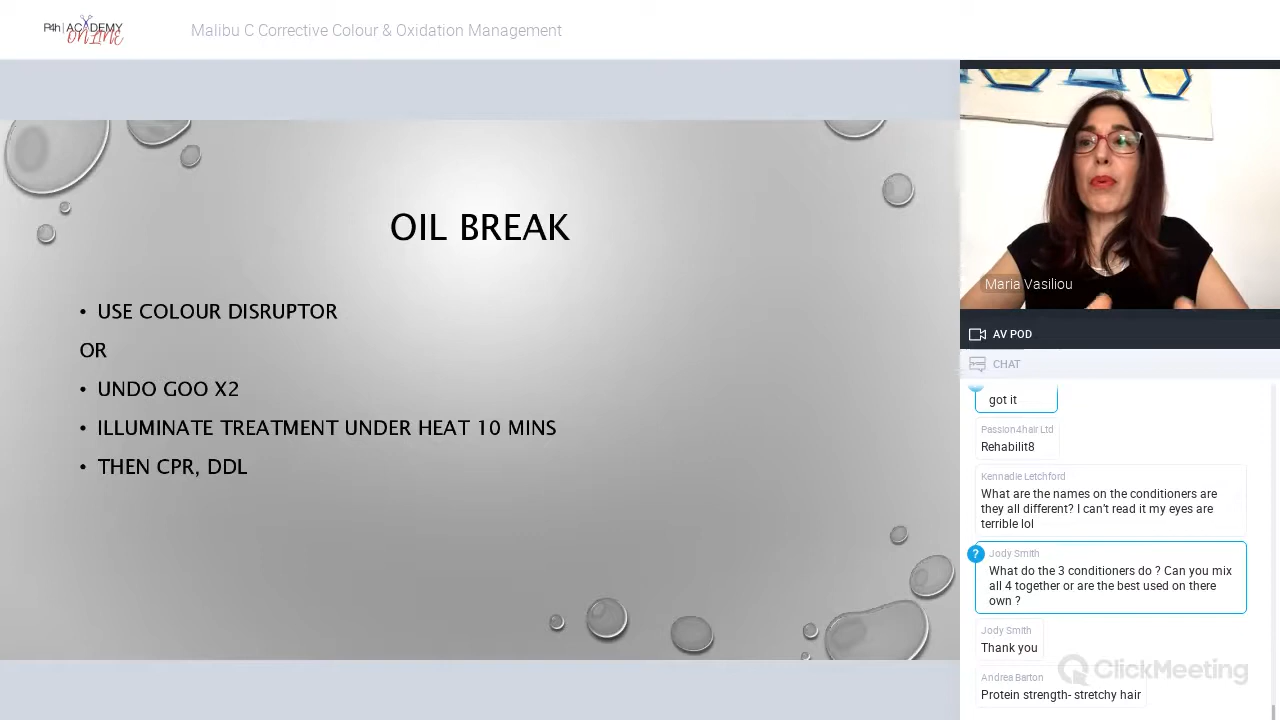 P4h | ACADEMY
ONLINE
Malibu C Corrective Colour & Oxidation Management
OIL BREAK
• USE COLOUR DISRUPTOR
OR
• UNDO GOO X2
• ILLUMINATE TREATMENT UNDER HEAT 10 MINS
• THEN CPR, DDL
Maria Vasiliou
AV POD
CHAT
got it
Passion4hair Ltd
Rehabilit8
Kennadie Letchford
What are the names on the conditioners are
they all different? I can't read it my eyes are
terrible lol
?
Jody Smith
What do the 3 conditioners do ? Can you mix
all 4 together or are the best used on there
own ?
Jody Smith
Thank you
ClickMeeting
Andrea Barton
Protein strength- stretchy hair